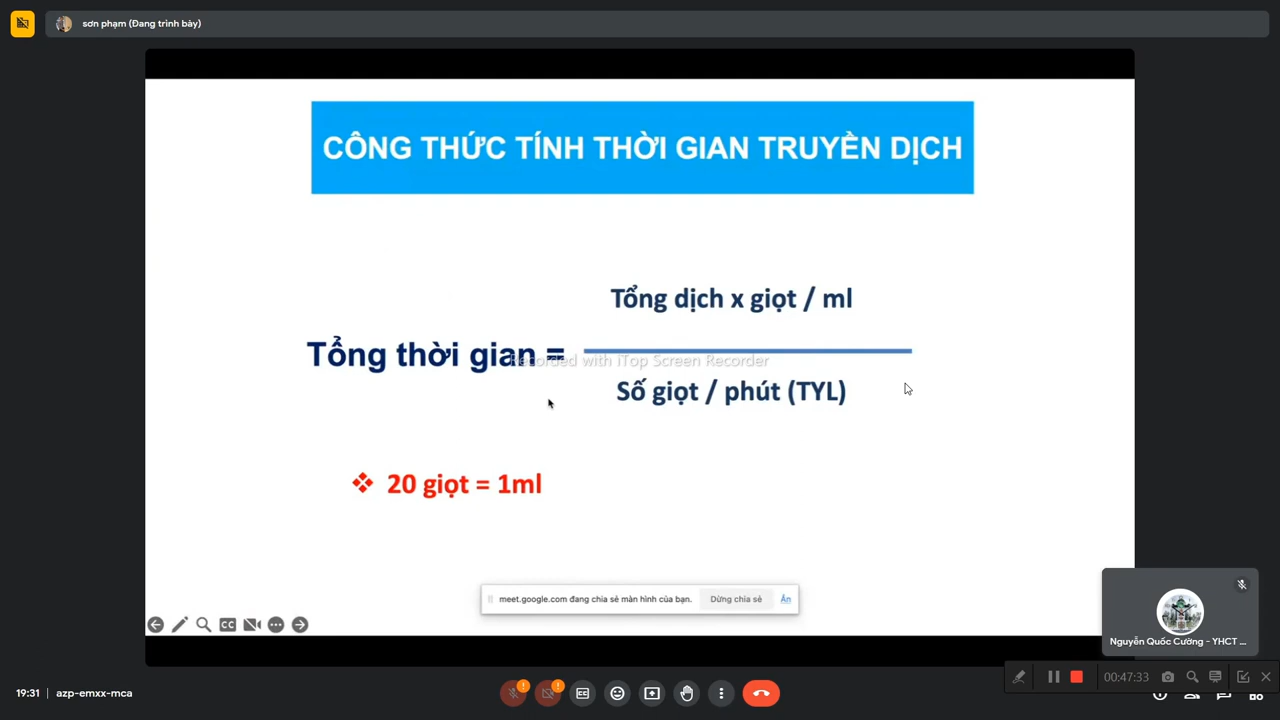 sơn phạm (Đang trình bày)
CÔNG THỨC TÍNH THỜI GIAN TRUYỀN DỊCH
Tổng dịch x giọt / ml
Tổng thời gian =
Recorded with iTop Screen Recorder
Số giọt / phút (TYL)
❖ 20 giọt = 1ml
meet.google.com đang chia sẻ màn hình của bạn. Dừng chia sẻ Ẩn
Nguyễn Quốc Cường - YHCT ...
CC
19:31 azp-emxx-mca
00:47:33